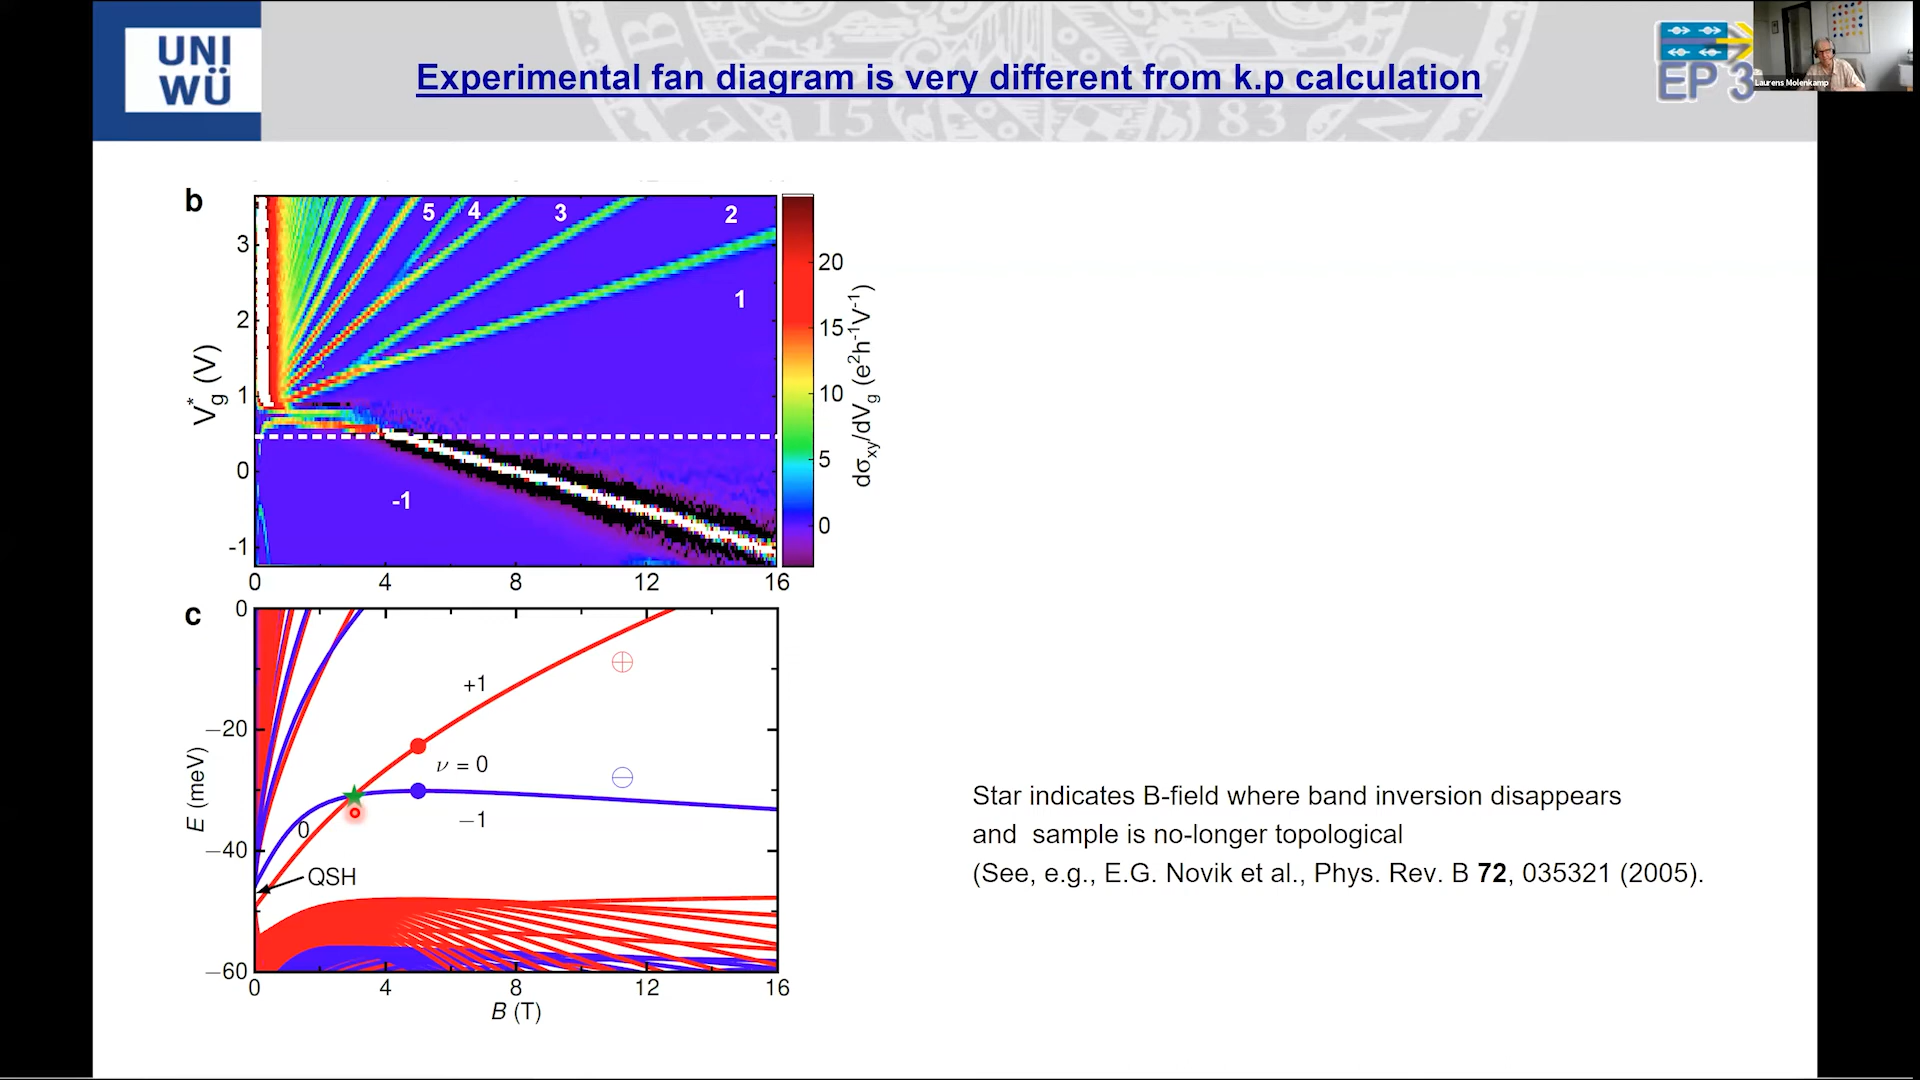 UNI
WÜ
Experimental fan diagram is very different from k.p calculation
EP 3
Laurens Molenkamp
15 83
b
5 4 3 2
1
-1
3
2
1
0
-1
V*g (V)
0 4 8 12 16
20
15
10
5
0
dσxy/dVg (e²h⁻¹V⁻¹)
c
0
−20
−40
−60
E (meV)
+1
ν = 0
−1
0
QSH
0 4 8 12 16
B (T)
Star indicates B-field where band inversion disappears
and sample is no-longer topological
(See, e.g., E.G. Novik et al., Phys. Rev. B 72, 035321 (2005).